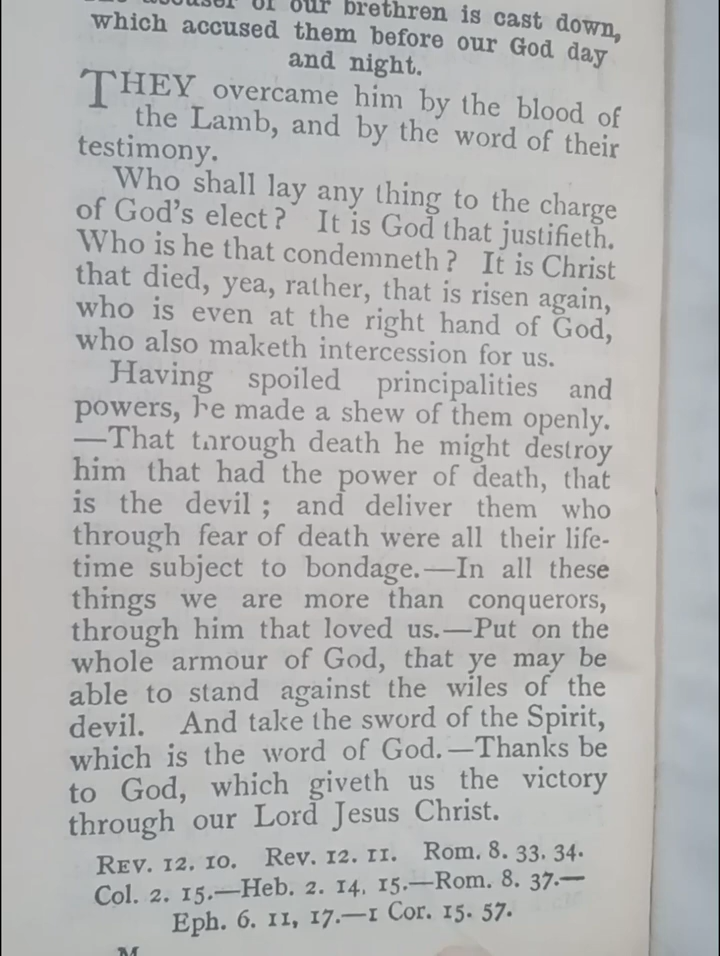 accuser of our brethren is cast down,
which accused them before our God day
and night.
THEY overcame him by the blood of
the Lamb, and by the word of their
testimony.
Who shall lay any thing to the charge
of God's elect? It is God that justifieth.
Who is he that condemneth? It is Christ
that died, yea, rather, that is risen again,
who is even at the right hand of God,
who also maketh intercession for us.
Having spoiled principalities and
powers, he made a shew of them openly.
—That through death he might destroy
him that had the power of death, that
is the devil; and deliver them who
through fear of death were all their life-
time subject to bondage.—In all these
things we are more than conquerors,
through him that loved us.—Put on the
whole armour of God, that ye may be
able to stand against the wiles of the
devil. And take the sword of the Spirit,
which is the word of God.—Thanks be
to God, which giveth us the victory
through our Lord Jesus Christ.
REV. 12. 10. Rev. 12. 11. Rom. 8. 33, 34.
Col. 2. 15.—Heb. 2. 14, 15.—Rom. 8. 37.—
Eph. 6. 11, 17.—1 Cor. 15. 57.
M